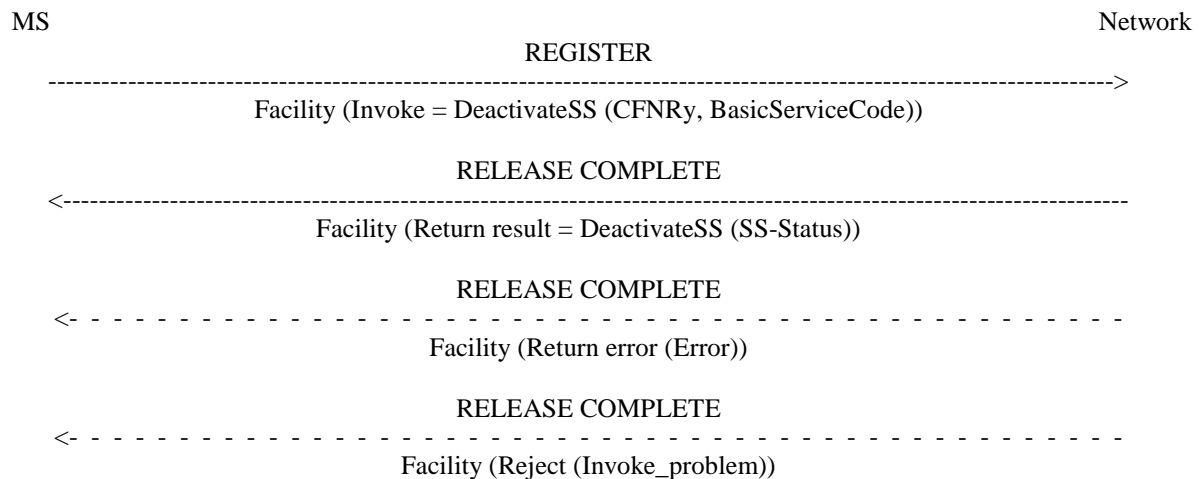 MS Network
REGISTER
Facility (Invoke = DeactivateSS (CFNRy, BasicServiceCode))
RELEASE COMPLETE
Facility (Return result = DeactivateSS (SS-Status))
RELEASE COMPLETE
Facility (Return error (Error))
RELEASE COMPLETE
Facility (Reject (Invoke_problem))